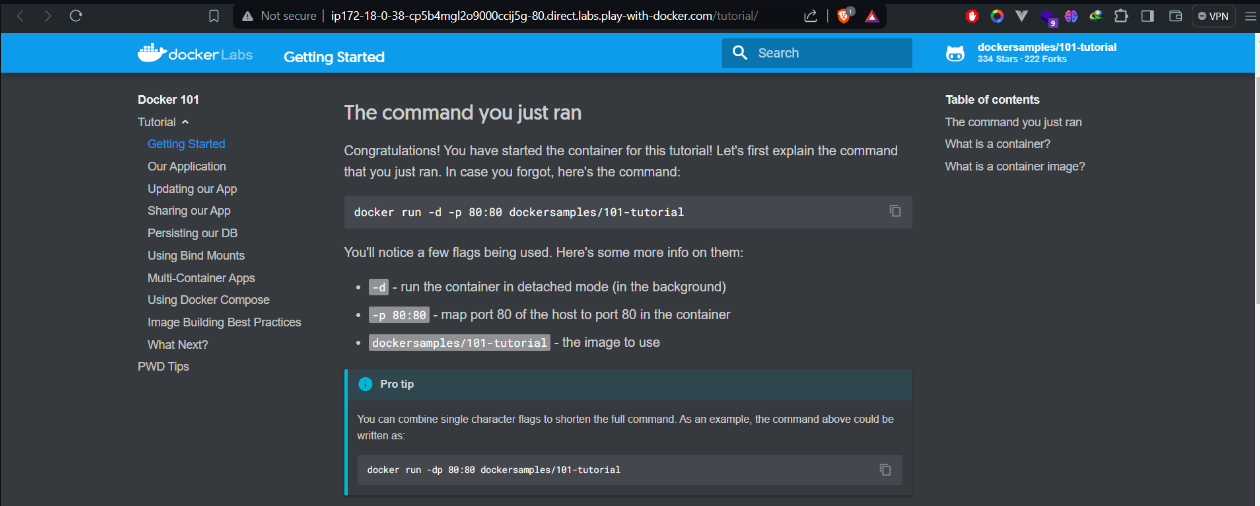 Not secure | ip172-18-0-38-cp5b4mgl2o9000ccij5g-80.direct.labs.play-with-docker.com/tutorial/
1
9
VPN
docker Labs
Getting Started
Search
dockersamples/101-tutorial
334 Stars · 222 Forks
Docker 101
Tutorial
Getting Started
Our Application
Updating our App
Sharing our App
Persisting our DB
Using Bind Mounts
Multi-Container Apps
Using Docker Compose
Image Building Best Practices
What Next?
PWD Tips
The command you just ran
Congratulations! You have started the container for this tutorial! Let's first explain the command
that you just ran. In case you forgot, here's the command:
docker run -d -p 80:80 dockersamples/101-tutorial
You'll notice a few flags being used. Here's some more info on them:
• -d - run the container in detached mode (in the background)
• -p 80:80 - map port 80 of the host to port 80 in the container
• dockersamples/101-tutorial - the image to use
Pro tip
You can combine single character flags to shorten the full command. As an example, the command above could be
written as:
docker run -dp 80:80 dockersamples/101-tutorial
Table of contents
The command you just ran
What is a container?
What is a container image?